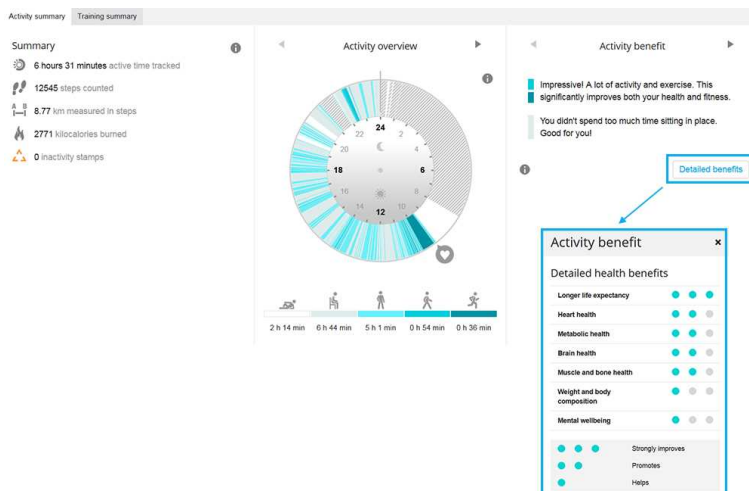 Activity summary
Training summary
Summary
6 hours 31 minutes active time tracked
12545 steps counted
A B
8.77 km measured in steps
2771 kilocalories burned
0 inactivity stamps
Activity overview
24
22
2
20
4
18
6
16
8
14
10
12
2 h 14 min
6 h 44 min
5 h 1 min
0 h 54 min
0 h 36 min
Activity benefit
Impressive! A lot of activity and exercise. This
significantly improves both your health and fitness.
You didn't spend too much time sitting in place.
Good for you!
Detailed benefits
Activity benefit
×
Detailed health benefits
Longer life expectancy
Heart health
Metabolic health
Brain health
Muscle and bone health
Weight and body
composition
Mental wellbeing
Strongly improves
Promotes
Helps